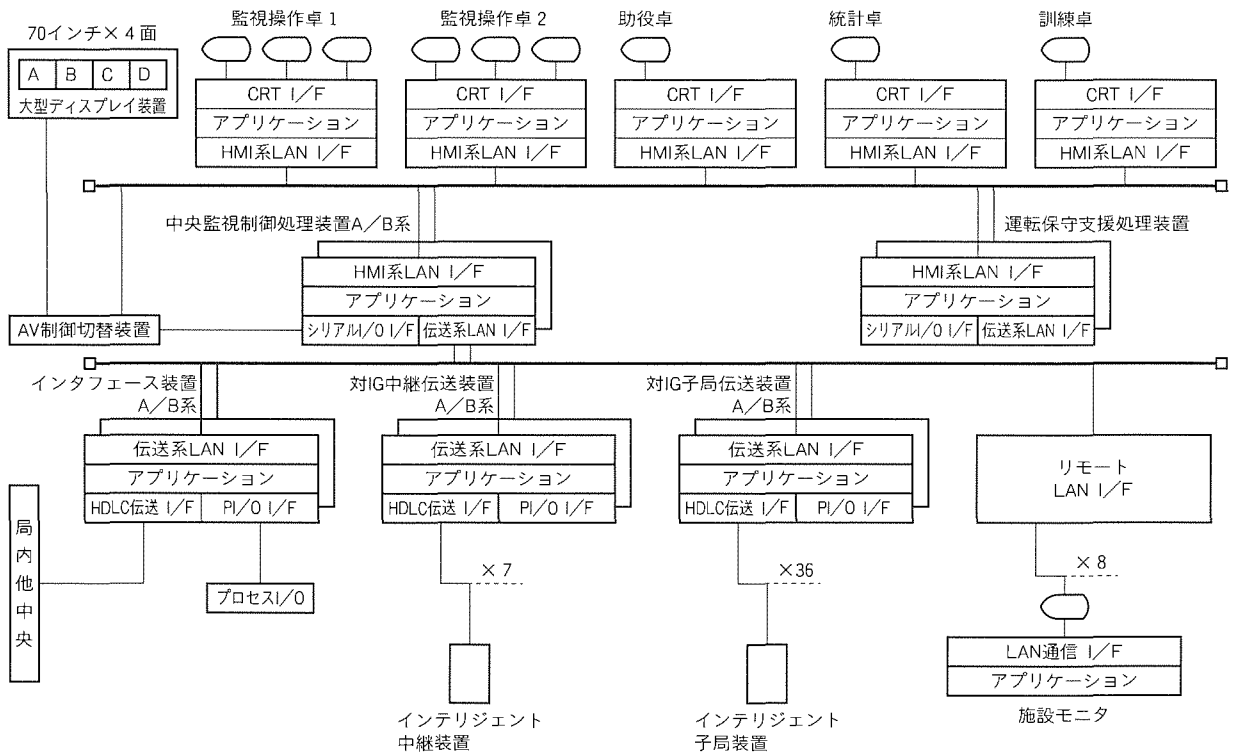 監視操作卓1
監視操作卓2
助役卓
統計卓
訓練卓
70インチ×4面
A B C D
大型ディスプレイ装置
CRT I/F
アプリケーション
HMI系LAN I/F
CRT I/F
アプリケーション
HMI系LAN I/F
CRT I/F
アプリケーション
HMI系LAN I/F
CRT I/F
アプリケーション
HMI系LAN I/F
CRT I/F
アプリケーション
HMI系LAN I/F
中央監視制御処理装置A/B系
HMI系LAN I/F
アプリケーション
シリアルI/O I/F 伝送系LAN I/F
運転保守支援処理装置
HMI系LAN I/F
アプリケーション
シリアルI/O I/F 伝送系LAN I/F
AV制御切替装置
インタフェース装置
A/B系
伝送系LAN I/F
アプリケーション
HDLC伝送 I/F PI/O I/F
対IG中継伝送装置
A/B系
伝送系LAN I/F
アプリケーション
HDLC伝送 I/F PI/O I/F
対IG子局伝送装置
A/B系
伝送系LAN I/F
アプリケーション
HDLC伝送 I/F PI/O I/F
リモート
LAN I/F
局内他中央
プロセスI/O
×7
×36
×8
インテリジェント
中継装置
インテリジェント
子局装置
LAN通信 I/F
アプリケーション
施設モニタ